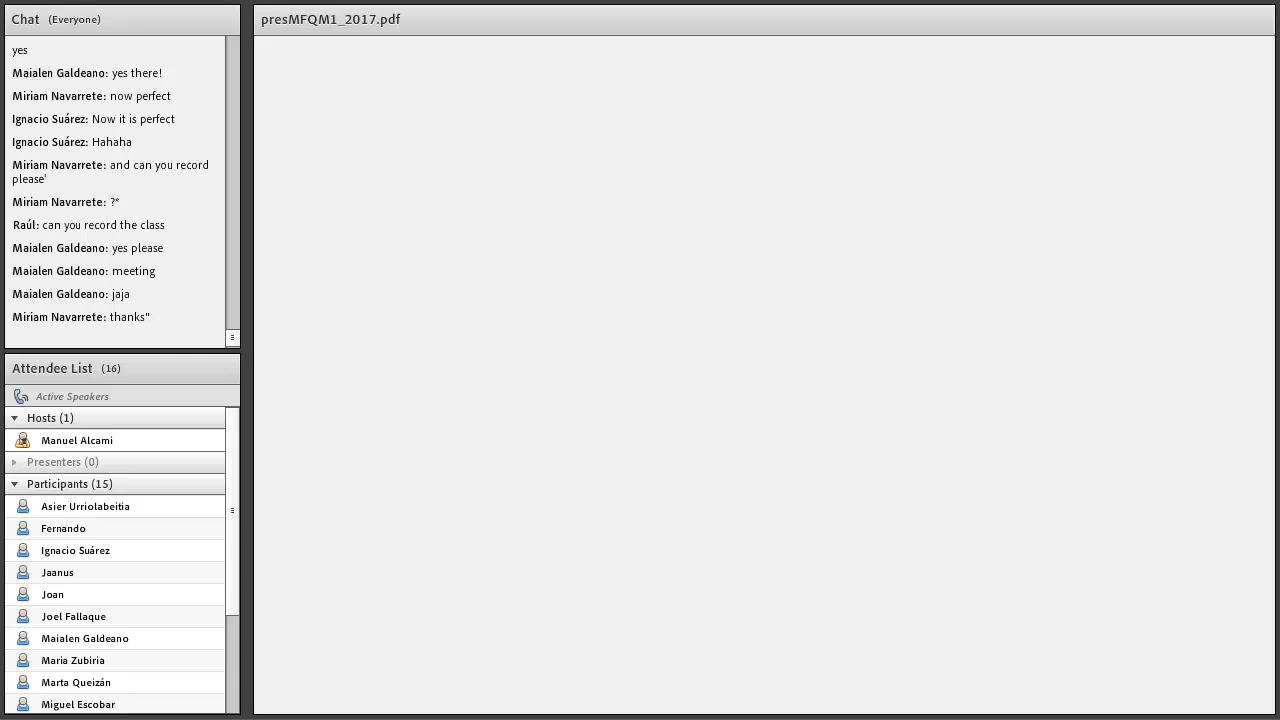 Chat (Everyone)
yes
Maialen Galdeano: yes there!
Miriam Navarrete: now perfect
Ignacio Suárez: Now it is perfect
Ignacio Suárez: Hahaha
Miriam Navarrete: and can you record
please'
Miriam Navarrete: ?*
Raúl: can you record the class
Maialen Galdeano: yes please
Maialen Galdeano: meeting
Maialen Galdeano: jaja
Miriam Navarrete: thanks"
Attendee List (16)
Active Speakers
Hosts (1)
Manuel Alcami
Presenters (0)
Participants (15)
Asier Urriolabeitia
Fernando
Ignacio Suárez
Jaanus
Joan
Joel Fallaque
Maialen Galdeano
Maria Zubiria
Marta Queizán
Miguel Escobar
presMFQM1_2017.pdf